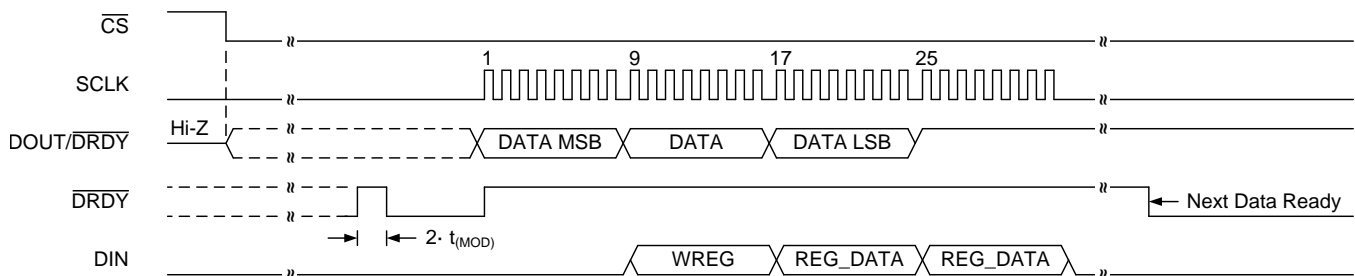 CS
1 9 17 25
SCLK
Hi-Z
DOUT/DRDY DATA MSB DATA DATA LSB
DRDY Next Data Ready
2· t(MOD)
DIN WREG REG_DATA REG_DATA